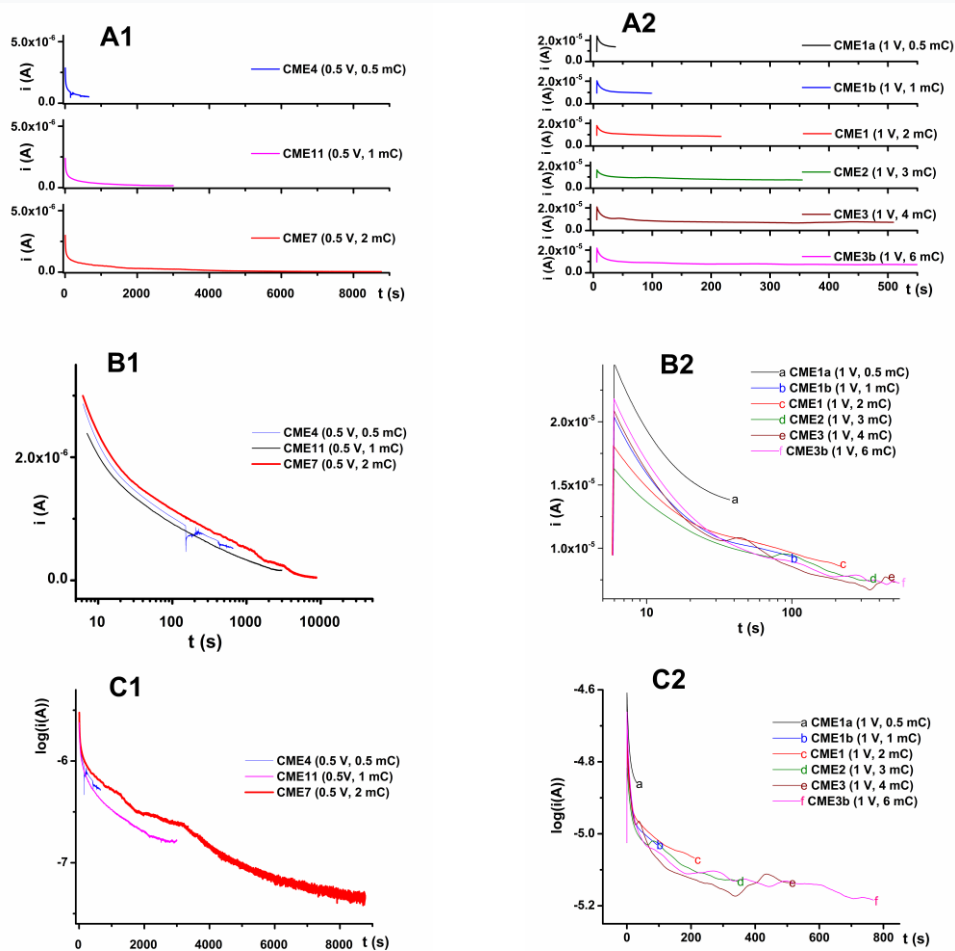 A1
5.0x10⁻⁶
i (A)
0.0
CME4 (0.5 V, 0.5 mC)
5.0x10⁻⁶
i (A)
0.0
CME11 (0.5 V, 1 mC)
5.0x10⁻⁶
i (A)
0.0
CME7 (0.5 V, 2 mC)
0 2000 4000 6000 8000 t (s)
A2
2.0x10⁻⁵
i (A)
0.0
CME1a (1 V, 0.5 mC)
2.0x10⁻⁵
i (A)
0.0
CME1b (1 V, 1 mC)
2.0x10⁻⁵
i (A)
0.0
CME1 (1 V, 2 mC)
2.0x10⁻⁵
i (A)
0.0
CME2 (1 V, 3 mC)
2.0x10⁻⁵
i (A)
0.0
CME3 (1 V, 4 mC)
2.0x10⁻⁵
i (A)
0.0
CME3b (1 V, 6 mC)
0 100 200 300 400 500
t (s)
B1
CME4 (0.5 V, 0.5 mC)
CME11 (0.5 V, 1 mC)
CME7 (0.5 V, 2 mC)
2.0x10⁻⁶
i (A)
0.0
10 100 1000 10000
t (s)
B2
a CME1a (1 V, 0.5 mC)
b CME1b (1 V, 1 mC)
c CME1 (1 V, 2 mC)
d CME2 (1 V, 3 mC)
e CME3 (1 V, 4 mC)
f CME3b (1 V, 6 mC)
2.0x10⁻⁵
1.5x10⁻⁵
i (A)
1.0x10⁻⁵
a
b
c
d
e
f
10 100
t (s)
C1
log(i(A))
-6
-7
CME4 (0.5 V, 0.5 mC)
CME11 (0.5V, 1 mC)
CME7 (0.5 V, 2 mC)
0 2000 4000 6000 8000
t (s)
C2
-4.6
-4.8
log(i(A))
-5.0
-5.2
a CME1a (1 V, 0.5 mC)
b CME1b (1 V, 1 mC)
c CME1 (1 V, 2 mC)
d CME2 (1 V, 3 mC)
e CME3 (1 V, 4 mC)
f CME3b (1 V, 6 mC)
a
b
c
d
e
f
0 200 400 600 800
t (s)